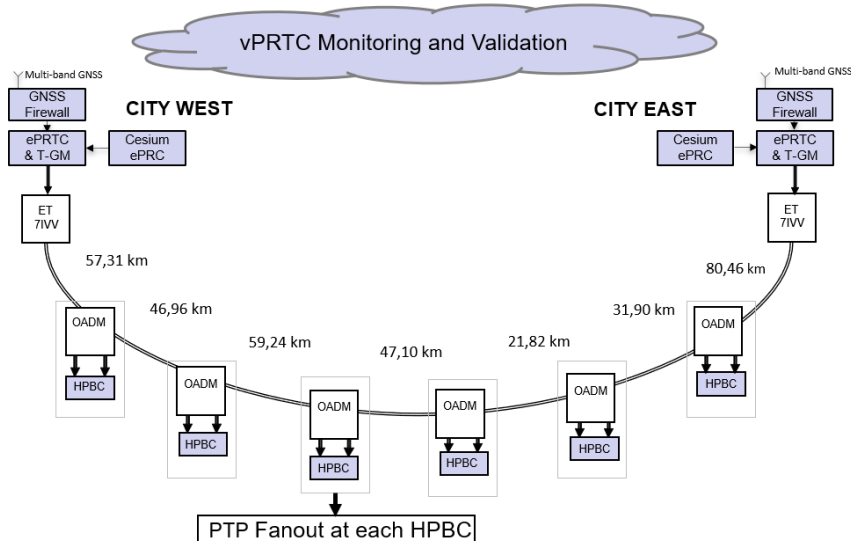 vPRTC Monitoring and Validation
Multi-band GNSS
GNSS
Firewall
CITY WEST
ePRTC
& T-GM
Cesium
ePRC
ET
7IVV
Multi-band GNSS
CITY EAST
GNSS
Firewall
Cesium
ePRC
ePRTC
& T-GM
ET
7IVV
57,31 km
46,96 km
59,24 km
47,10 km
21,82 km
31,90 km
80,46 km
OADM
HPBC
OADM
HPBC
OADM
HPBC
OADM
HPBC
OADM
HPBC
OADM
HPBC
PTP Fanout at each HPBC